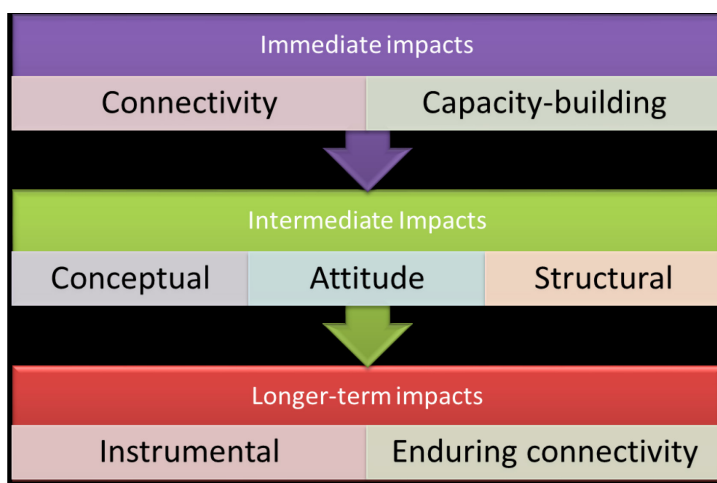 Immediate impacts
Connectivity
Capacity-building
Intermediate Impacts
Conceptual
Attitude
Structural
Longer-term impacts
Instrumental
Enduring connectivity